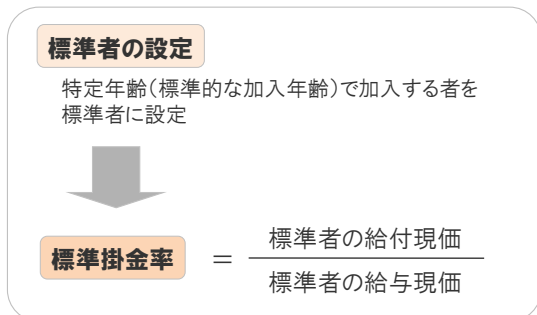 標準者の設定
特定年齢(標準的な加入年齢)で加入する者を
標準者に設定
標準掛金率 = 標準者の給付現価
標準者の給与現価